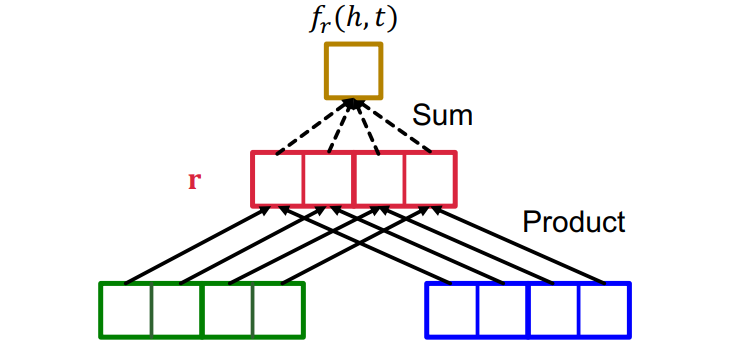 f_r(h, t)
Sum
r
Product